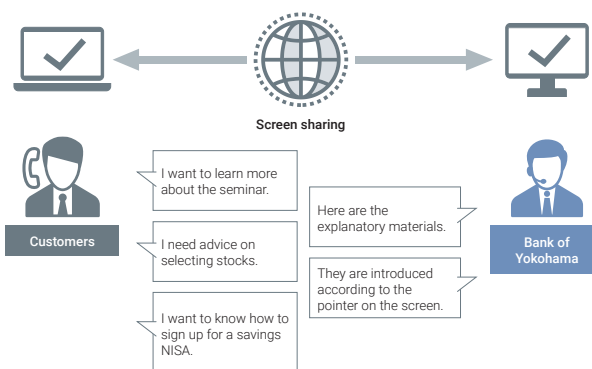 Screen sharing
I want to learn more
about the seminar.
Here are the
explanatory materials.
Customers
I need advice on
selecting stocks.
Bank of
Yokohama
They are introduced
according to the
pointer on the screen.
I want to know how to
sign up for a savings
NISA.